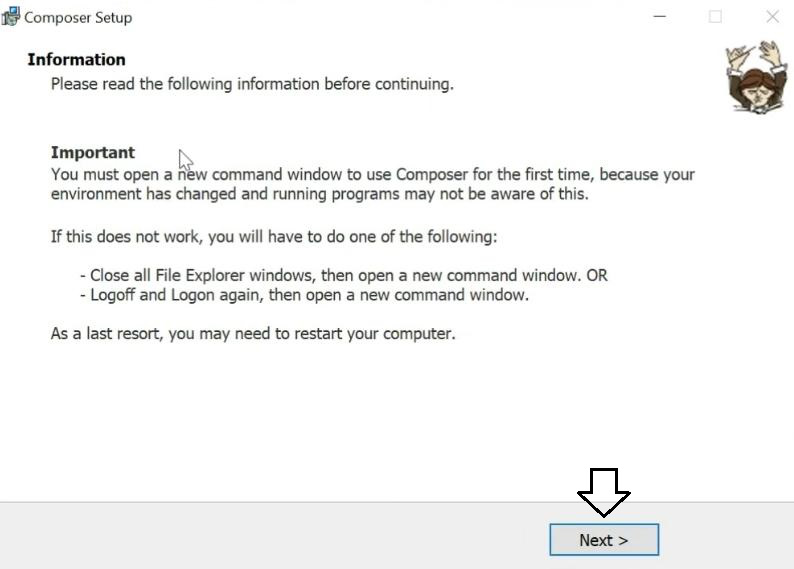 Composer Setup
Information
Please read the following information before continuing.
Important
You must open a new command window to use Composer for the first time, because your
environment has changed and running programs may not be aware of this.
If this does not work, you will have to do one of the following:
- Close all File Explorer windows, then open a new command window. OR
- Logoff and Logon again, then open a new command window.
As a last resort, you may need to restart your computer.
Next >